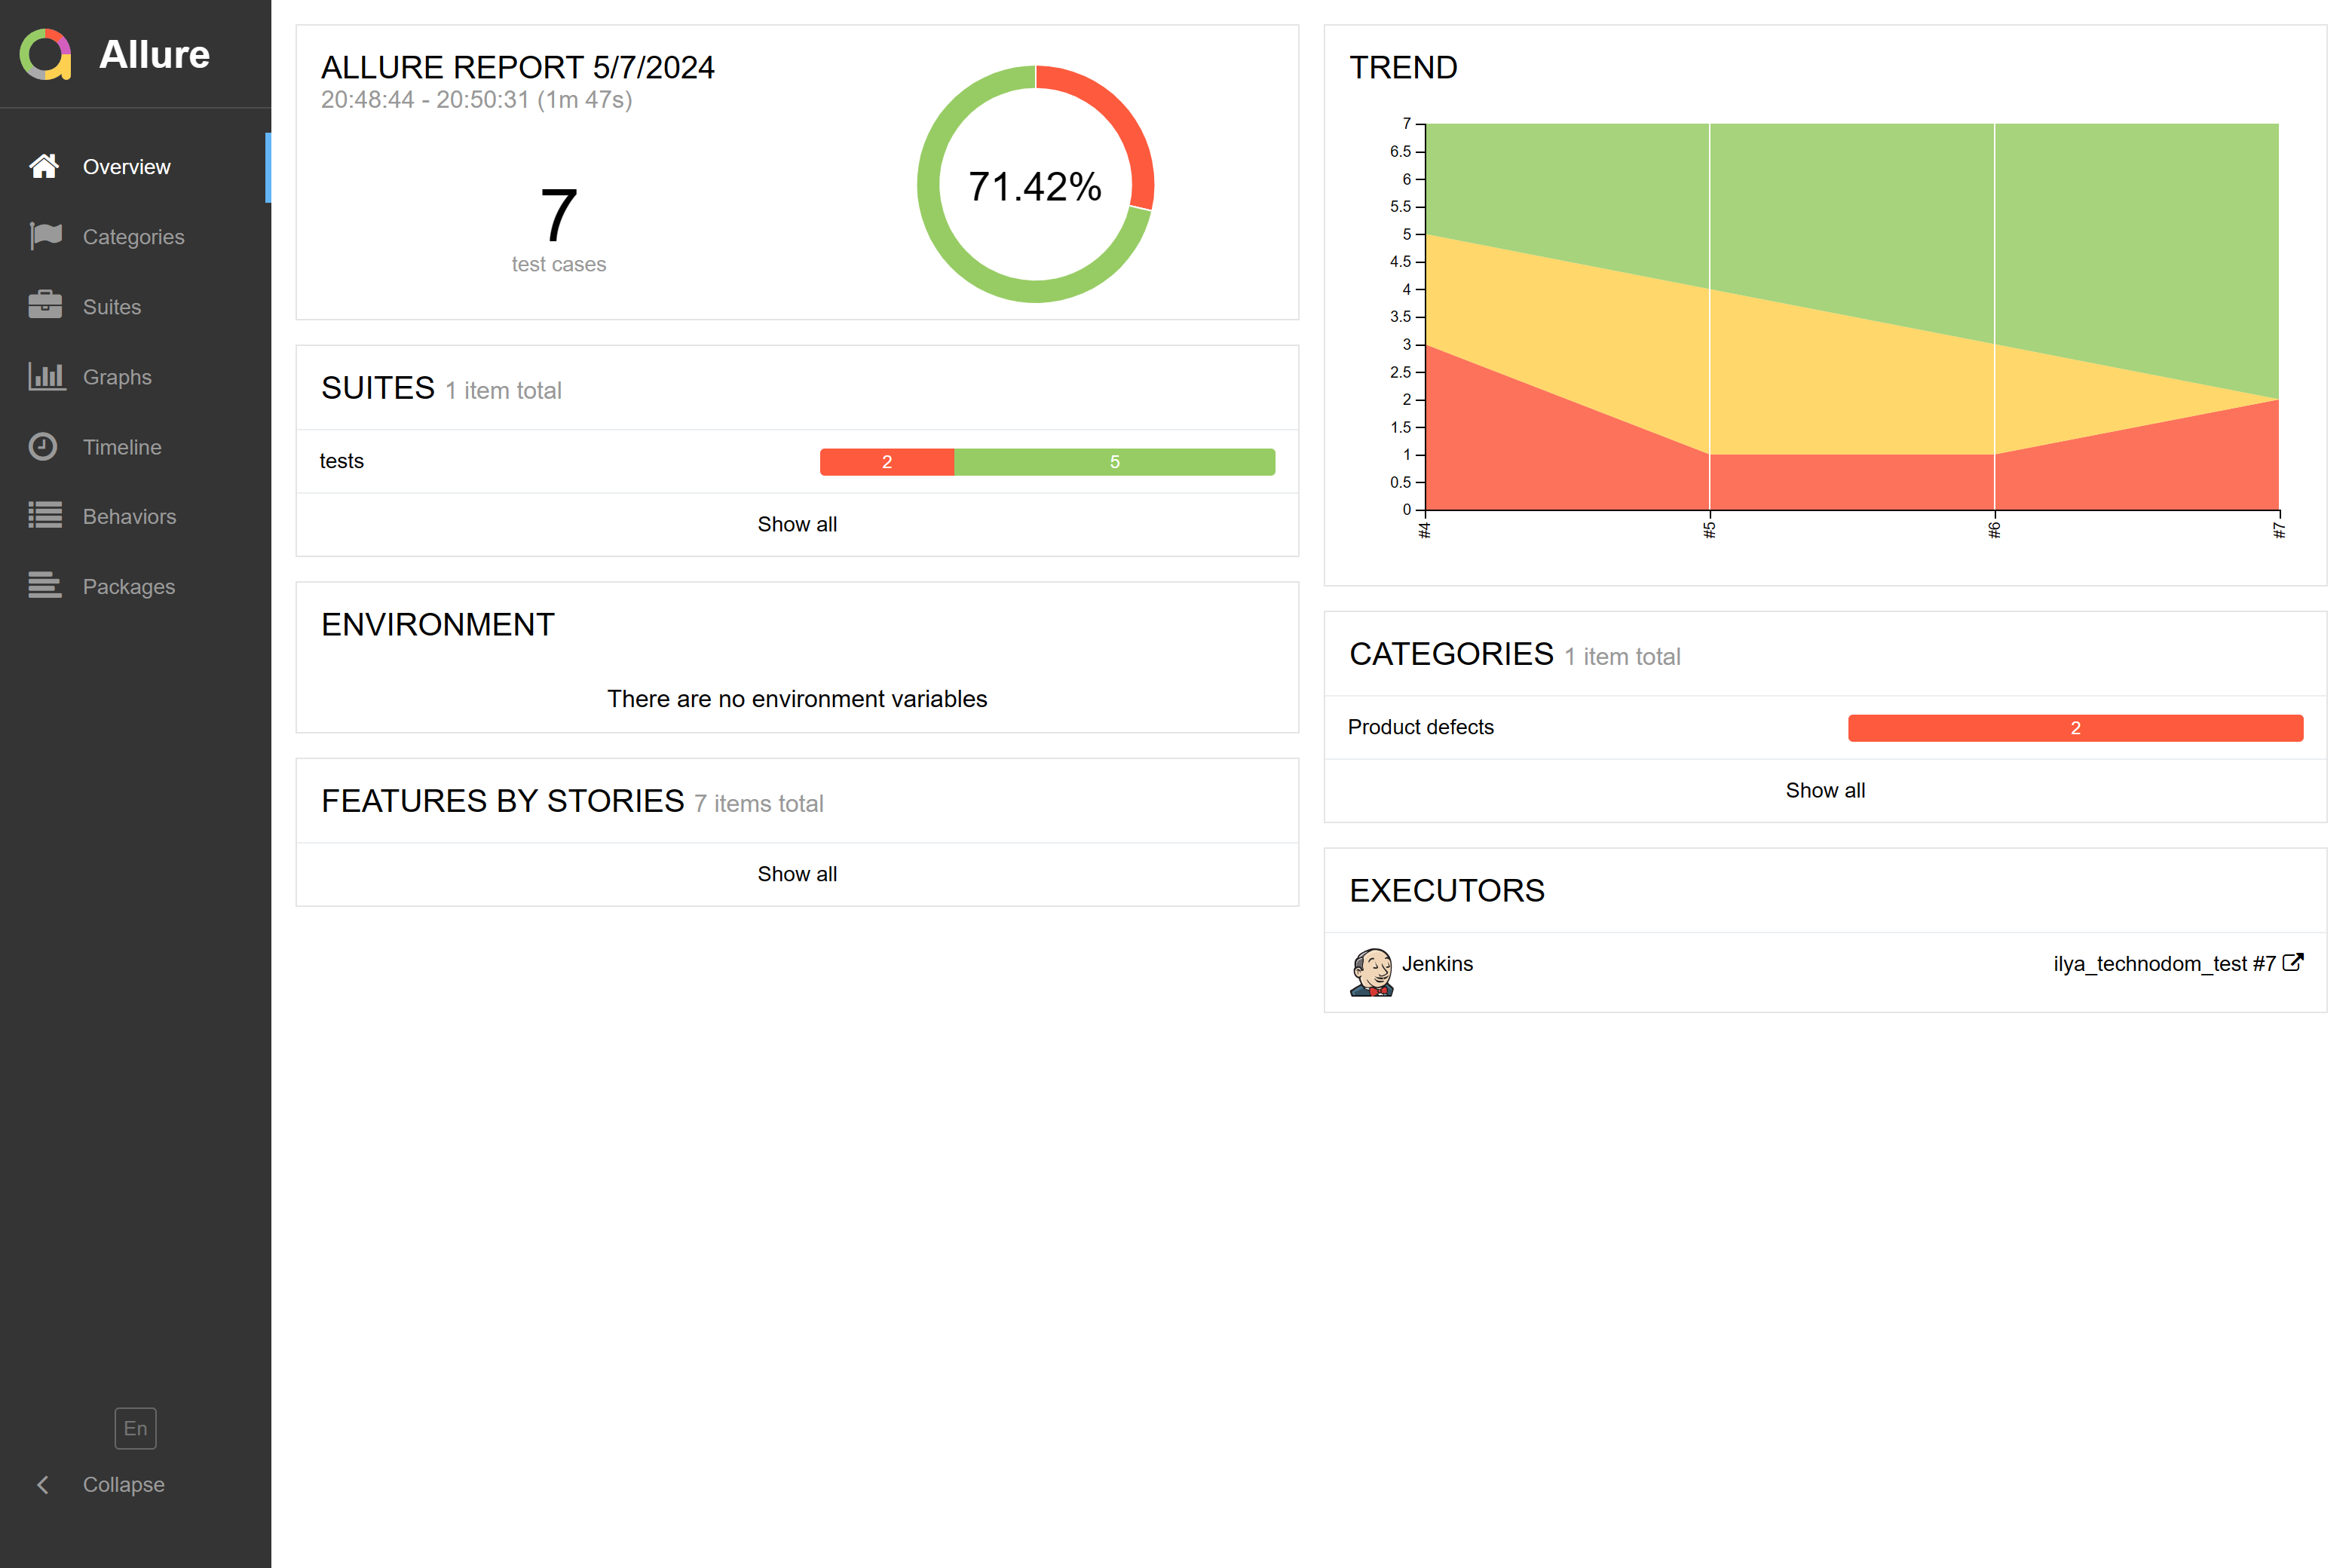 Allure
Overview
Categories
Suites
Graphs
Timeline
Behaviors
Packages
En
Collapse
ALLURE REPORT 5/7/2024
20:48:44 - 20:50:31 (1m 47s)
7
test cases
71.42%
SUITES 1 item total
tests 2 5
Show all
ENVIRONMENT
There are no environment variables
FEATURES BY STORIES 7 items total
Show all
TREND
7
6.5
6
5.5
5
4.5
4
3.5
3
2.5
2
1.5
1
0.5
0
#4 #5 #6 #7
CATEGORIES 1 item total
Product defects 2
Show all
EXECUTORS
Jenkins ilya_technodom_test #7